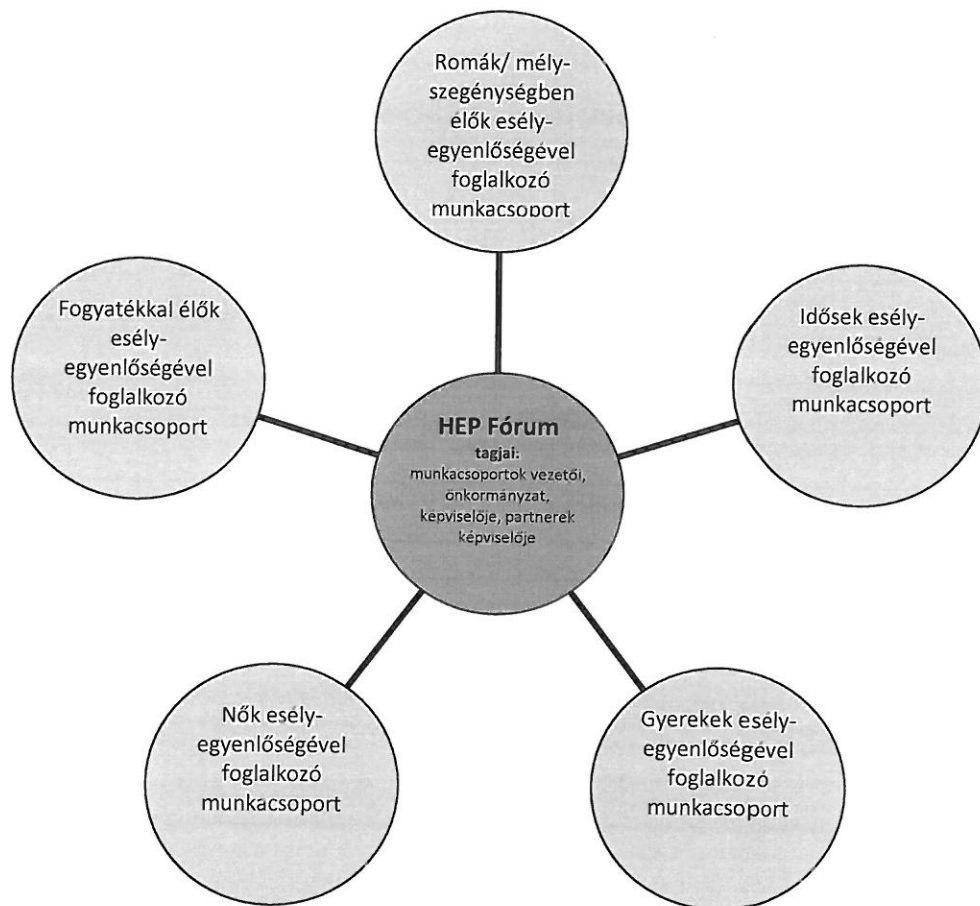 Romák/ mély-
szegénységben
élők esély-
egyenlőségével
foglalkozó
munkacsoport
Fogyatékkal élők
esély-
egyenlőségével
foglalkozó
munkacsoport
Idősek esély-
egyenlőségével
foglalkozó
munkacsoport
HEP Fórum
tagjai:
munkacsoportok vezetői,
önkormányzat,
képviselője, partnerek
képviselője
Nők esély-
egyenlőségével
foglalkozó
munkacsoport
Gyerekek esély-
egyenlőségével
foglalkozó
munkacsoport